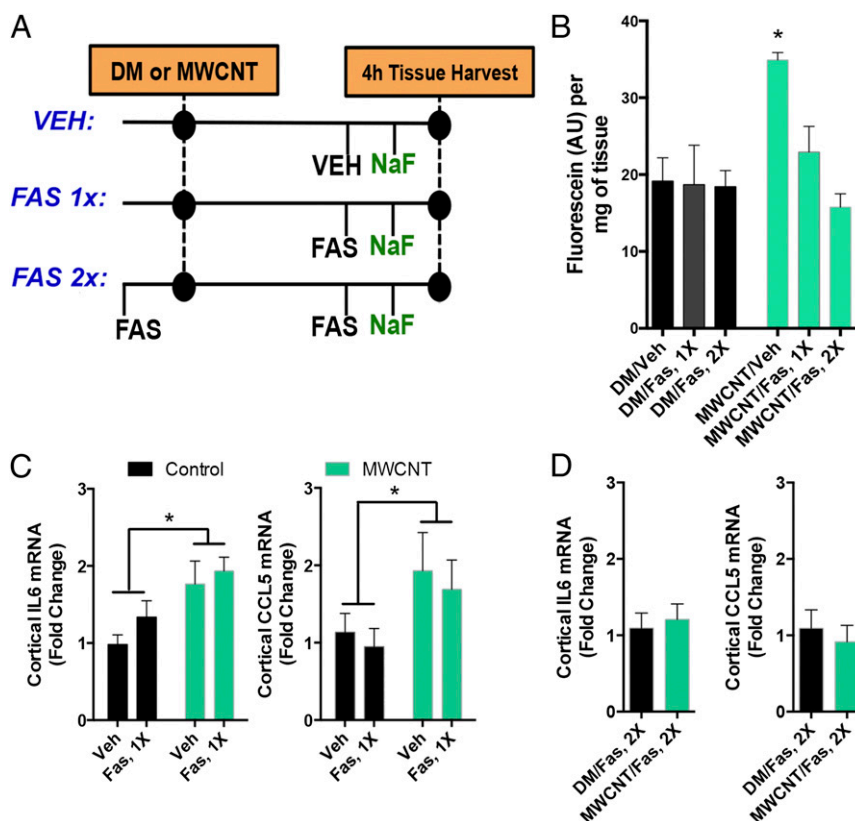 A
DM or MWCNT
4h Tissue Harvest
VEH:
VEH
NaF
FAS 1x:
FAS
NaF
FAS 2x:
FAS
FAS
NaF
B
Fluorescein (AU) per
mg of tissue
40
30
20
10
0
*
DM/Veh
DM/Fas, 1X
DM/Fas, 2X
MWCNT/Veh
MWCNT/Fas, 1X
MWCNT/Fas, 2X
C
Control
MWCNT
Cortical IL6 mRNA
(Fold Change)
3
2
1
0
*
Veh
Fas, 1X
Veh
Fas, 1X
Cortical CCL5 mRNA
(Fold Change)
3
2
1
0
*
Veh
Fas, 1X
Veh
Fas, 1X
D
Cortical IL6 mRNA
(Fold Change)
3
2
1
0
DM/Fas, 2X
MWCNT/Fas, 2X
Cortical CCL5 mRNA
(Fold Change)
3
2
1
0
DM/Fas, 2X
MWCNT/Fas, 2X